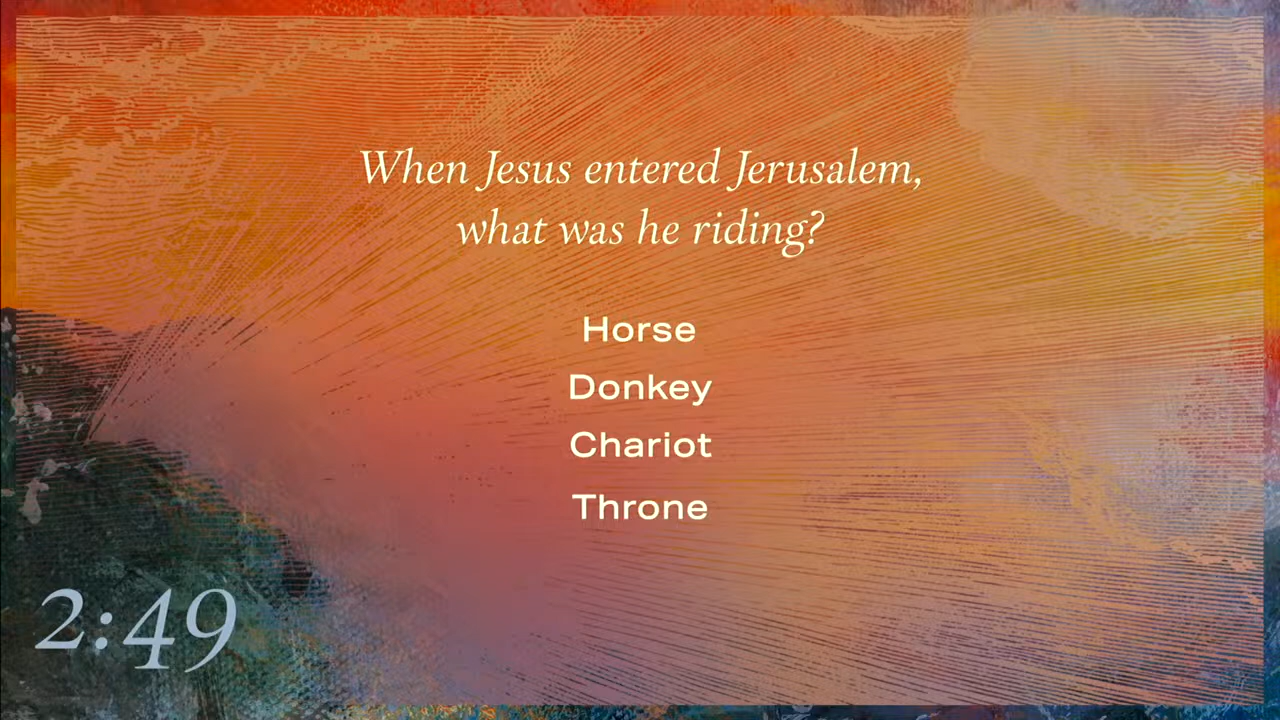 When Jesus entered Jerusalem,
what was he riding?
Horse
Donkey
Chariot
Throne
2:49